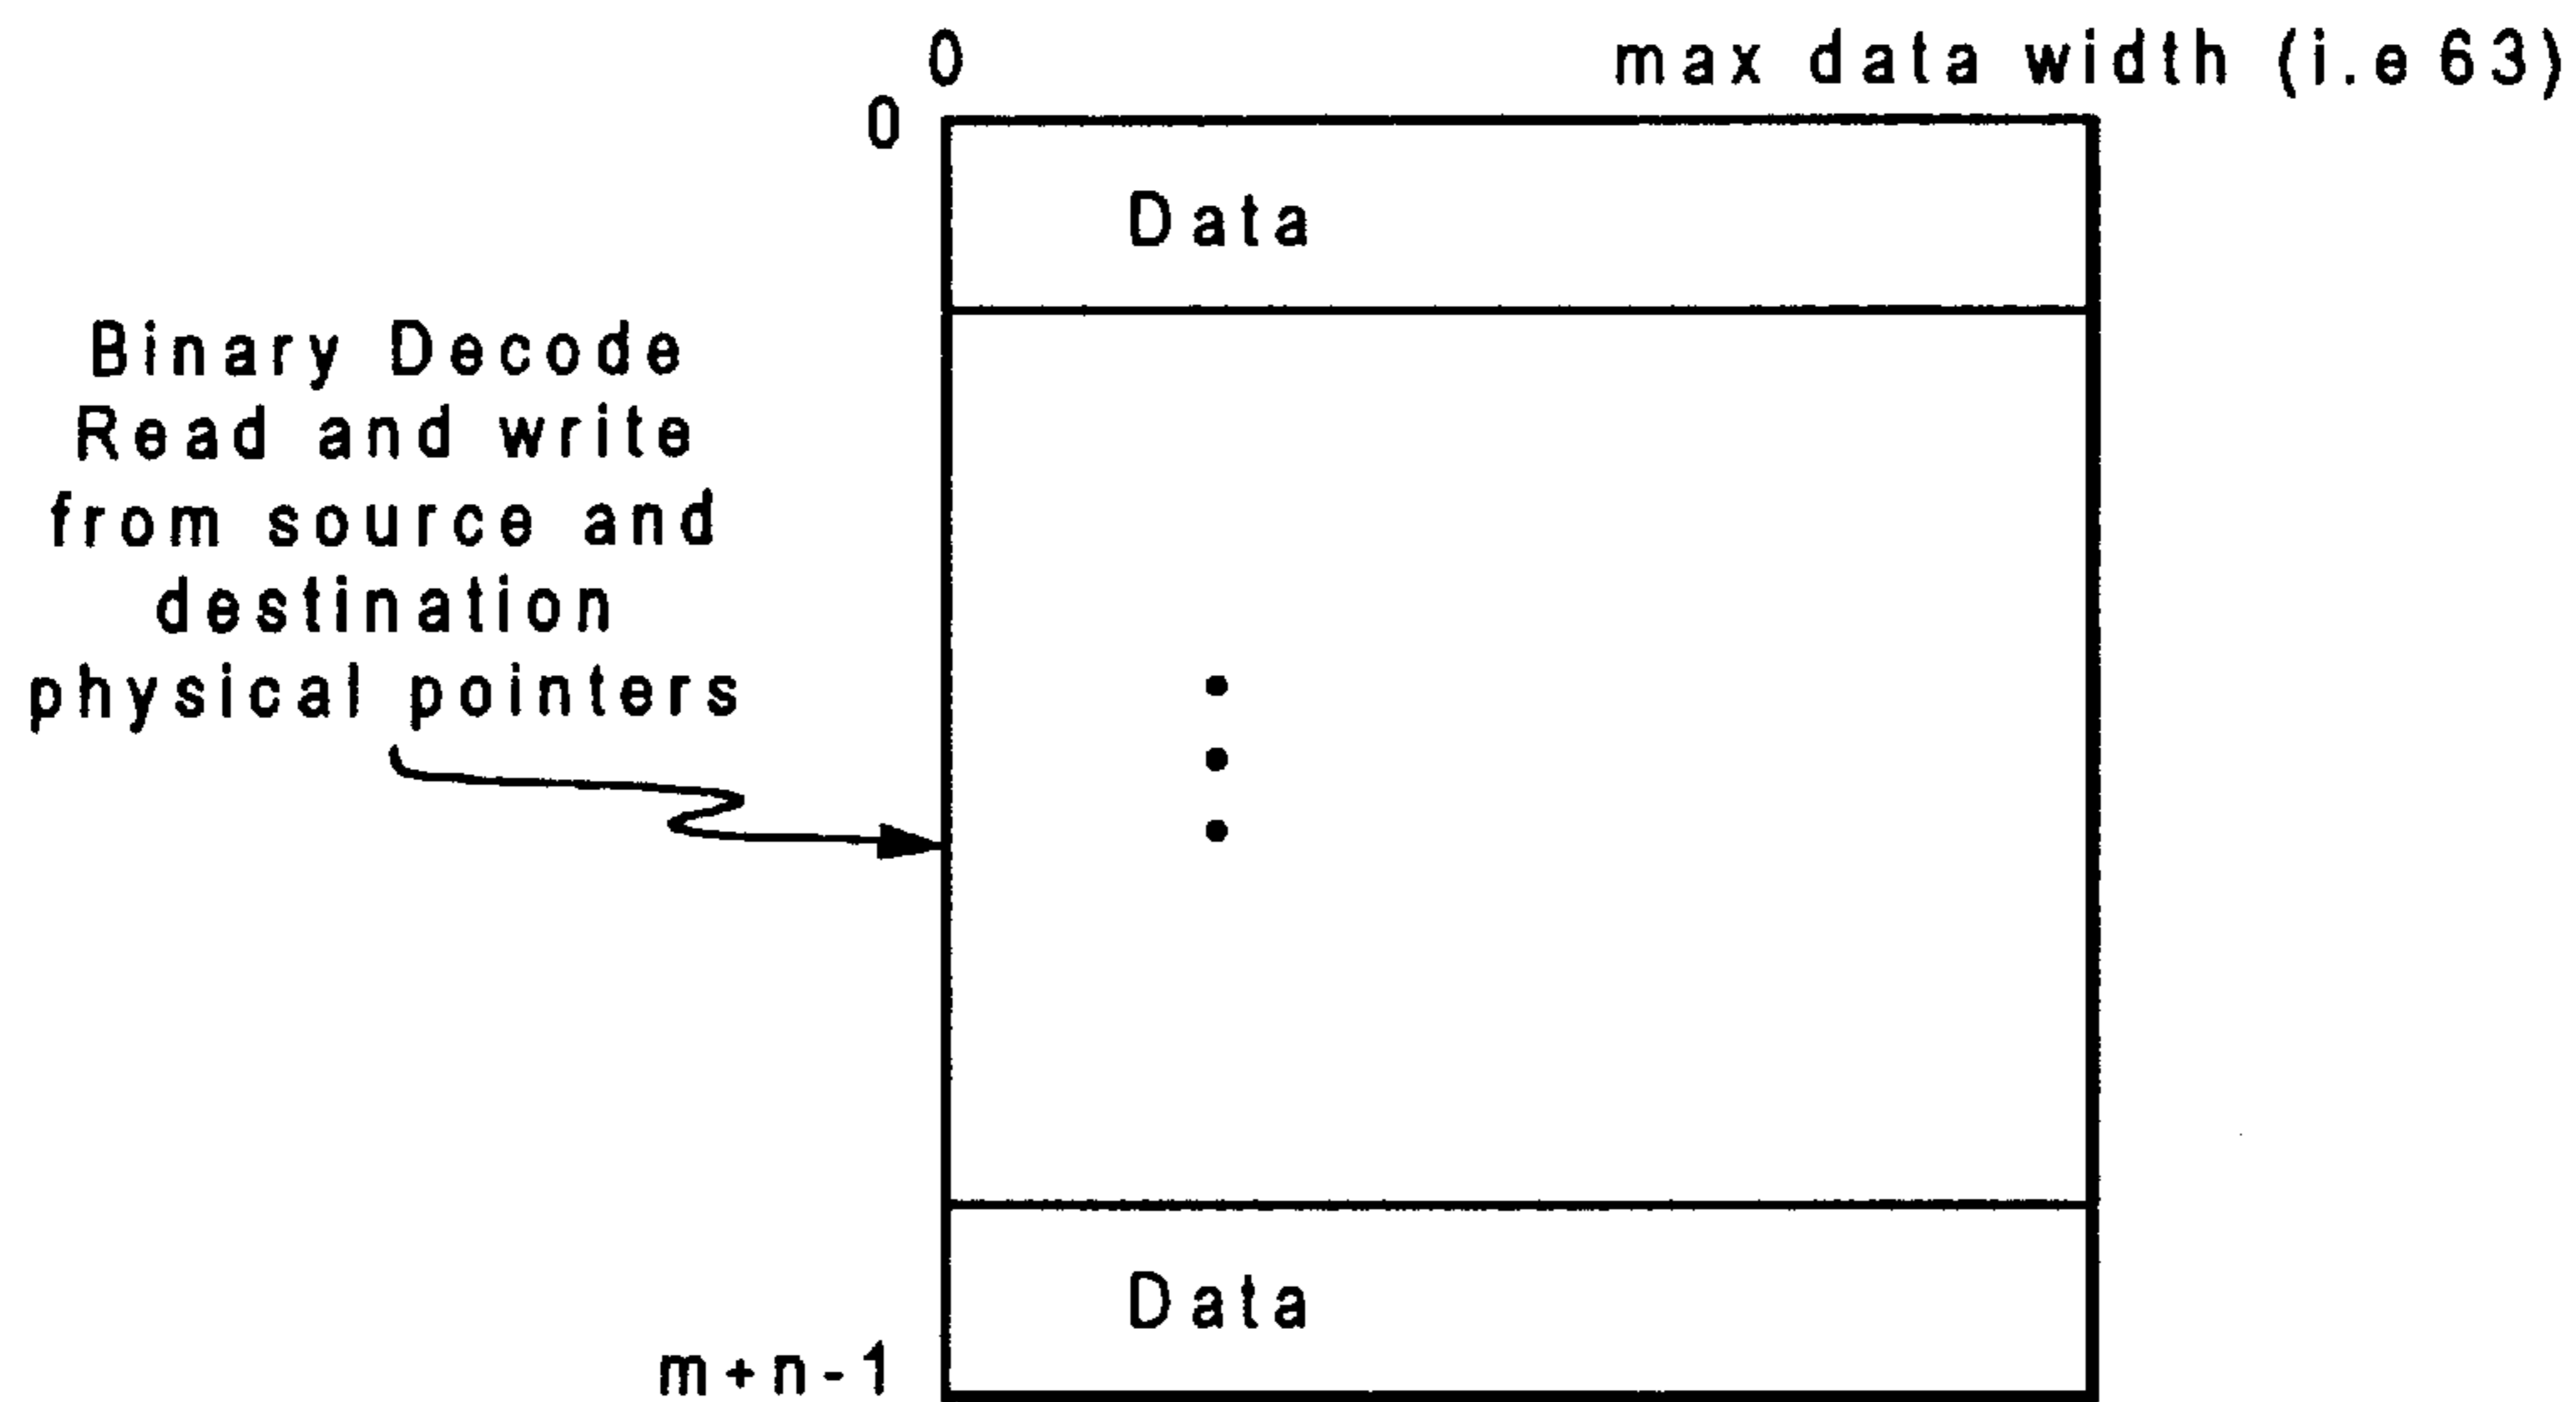 0
max data width (i.e 63)
0
Data
Binary Decode
Read and write
from source and
destination
physical pointers
Data
m+n-1